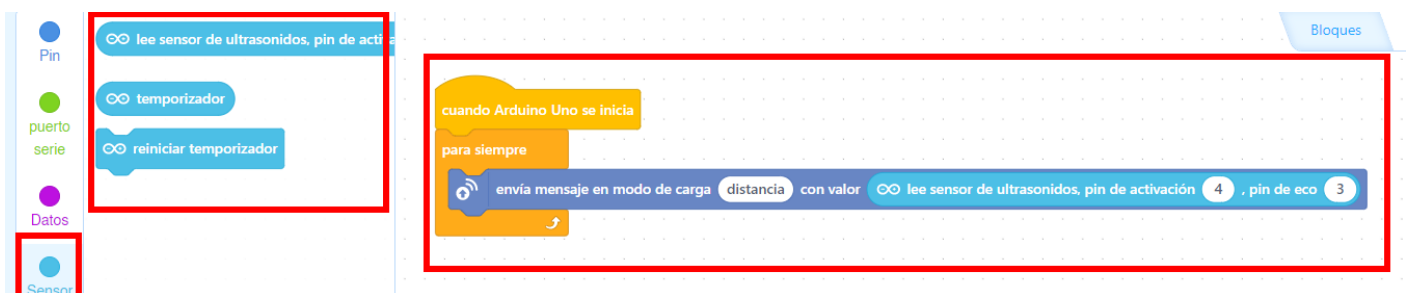 Pin
puerto
serie
Datos
Sensor
lee sensor de ultrasonidos, pin de activa
temporizador
reiniciar temporizador
Bloques
cuando Arduino Uno se inicia
para siempre
envía mensaje en modo de carga distancia con valor lee sensor de ultrasonidos, pin de activación 4 , pin de eco 3